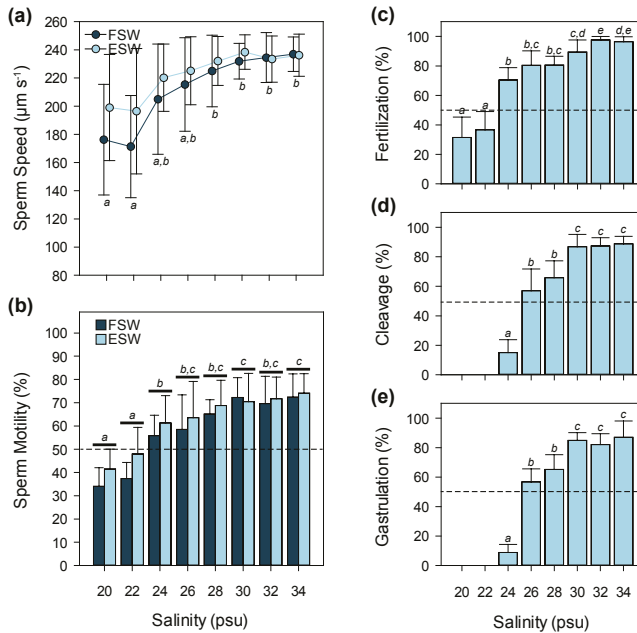 (a)
FSW
ESW
Sperm Speed (µm s⁻¹)
260
240
220
200
180
160
140
120
100
80
a
a
a,b
a,b
b
b
b
b
(b)
FSW
ESW
Sperm Motility (%)
100
90
80
70
60
50
40
30
20
10
0
a
a
b
b,c
b,c
c
b,c
c
20 22 24 26 28 30 32 34
Salinity (psu)
(c)
Fertilization (%)
100
80
60
40
20
0
a
a
b
b,c
b,c
c,d
e
d,e
(d)
Cleavage (%)
100
80
60
40
20
0
a
b
b
c
c
c
(e)
Gastrulation (%)
100
80
60
40
20
0
a
b
b
c
c
c
20 22 24 26 28 30 32 34
Salinity (psu)